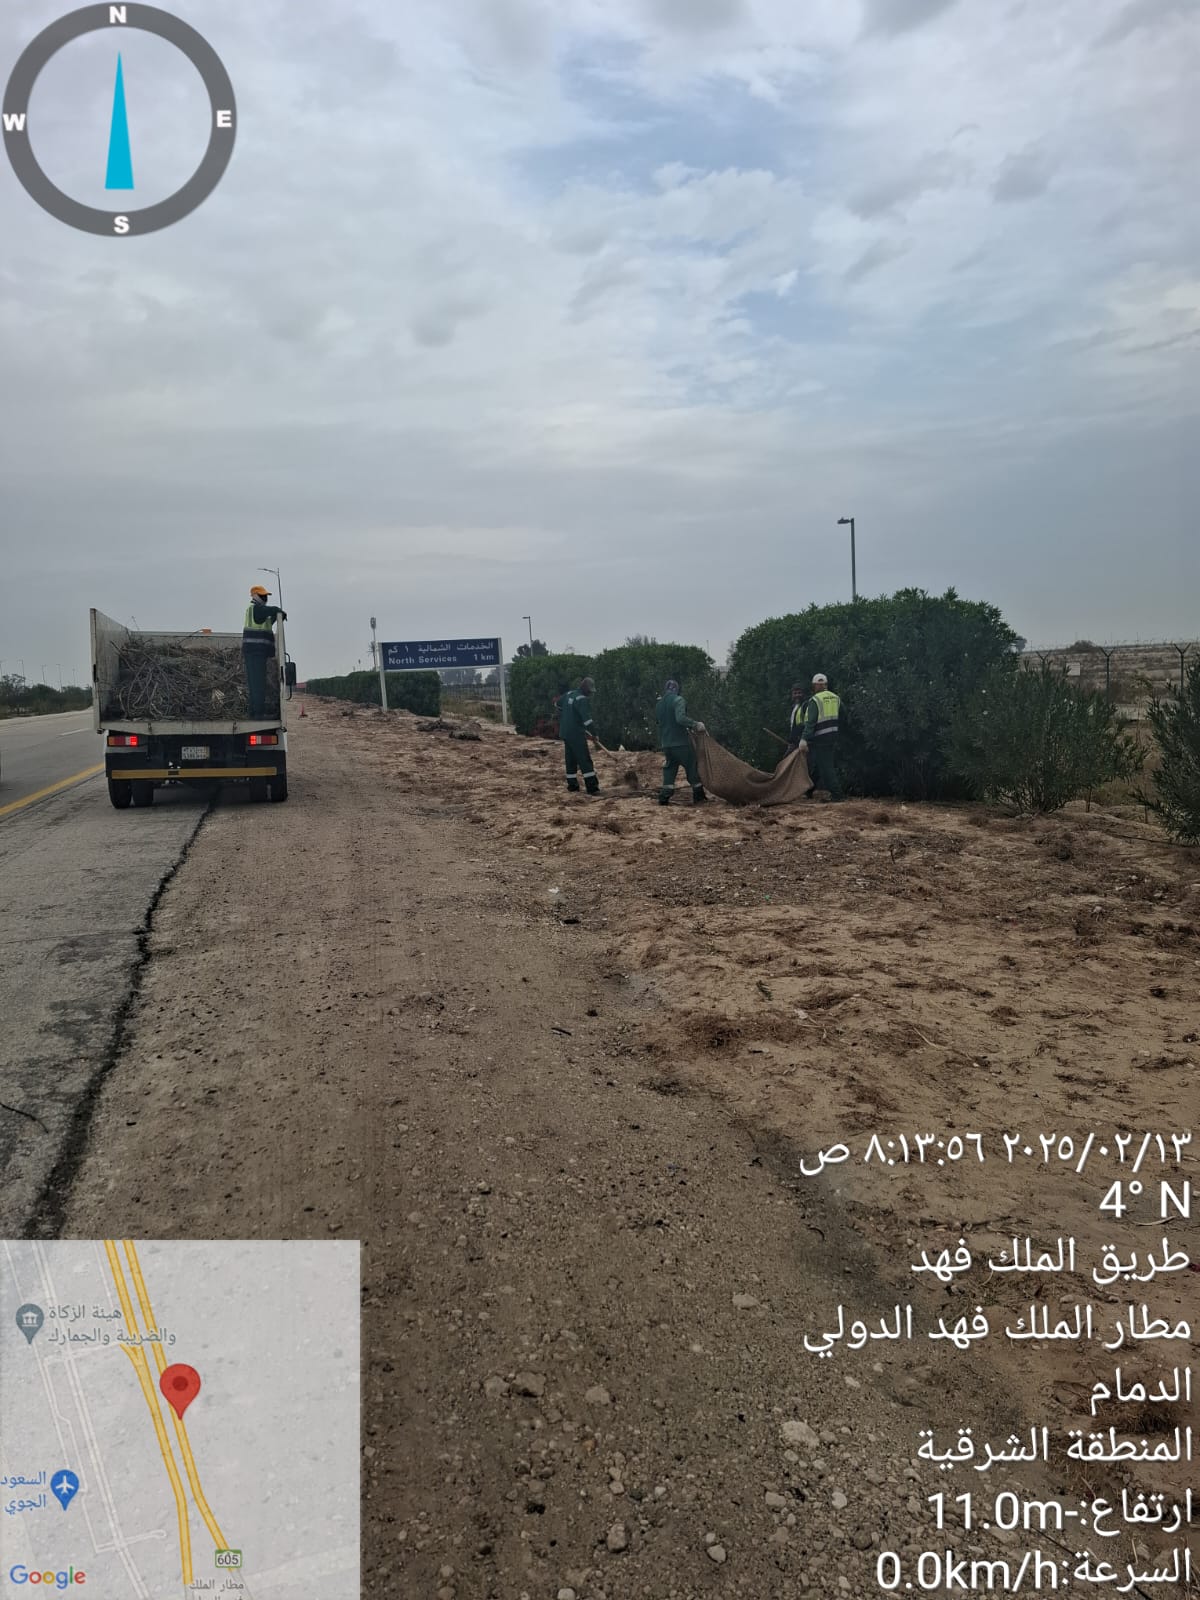 N
W
E
S
الخدمات الشمالية ١ كم
North Services 1 km
٢٠٢٥/٠٢/١٣ ٨:١٣:٥٦ ص
4° N
طريق الملك فهد
مطار الملك فهد الدولي
الدمام
المنطقة الشرقية
ارتفاع:-11.0m
السرعة:0.0km/h
هيئة الزكاة
والضريبة والجمارك
السعود
الجوي
605
مطار الملك
Google